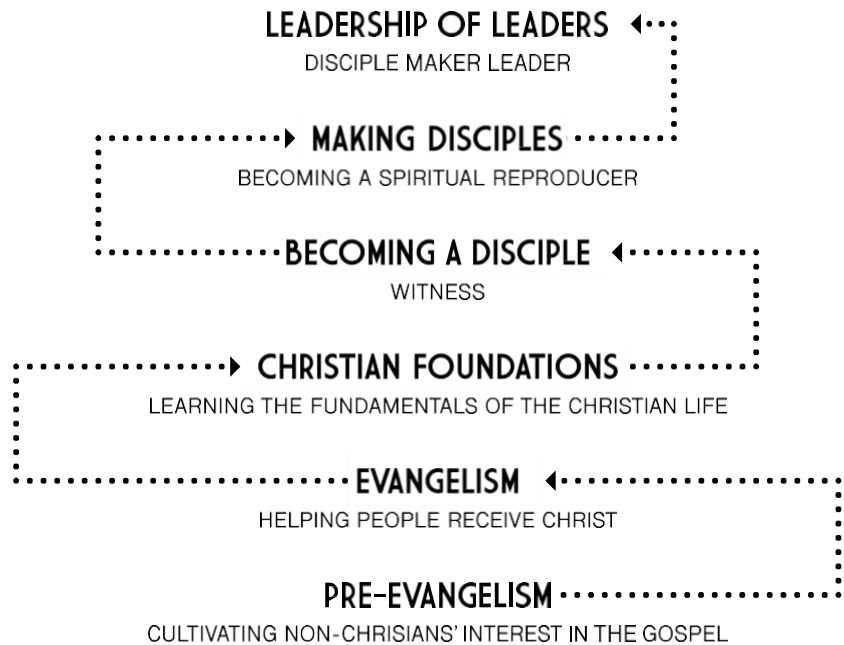 LEADERSHIP OF LEADERS
DISCIPLE MAKER LEADER
MAKING DISCIPLES
BECOMING A SPIRITUAL REPRODUCER
BECOMING A DISCIPLE
WITNESS
CHRISTIAN FOUNDATIONS
LEARNING THE FUNDAMENTALS OF THE CHRISTIAN LIFE
EVANGELISM
HELPING PEOPLE RECEIVE CHRIST
PRE-EVANGELISM
CULTIVATING NON-CHRISIANS' INTEREST IN THE GOSPEL